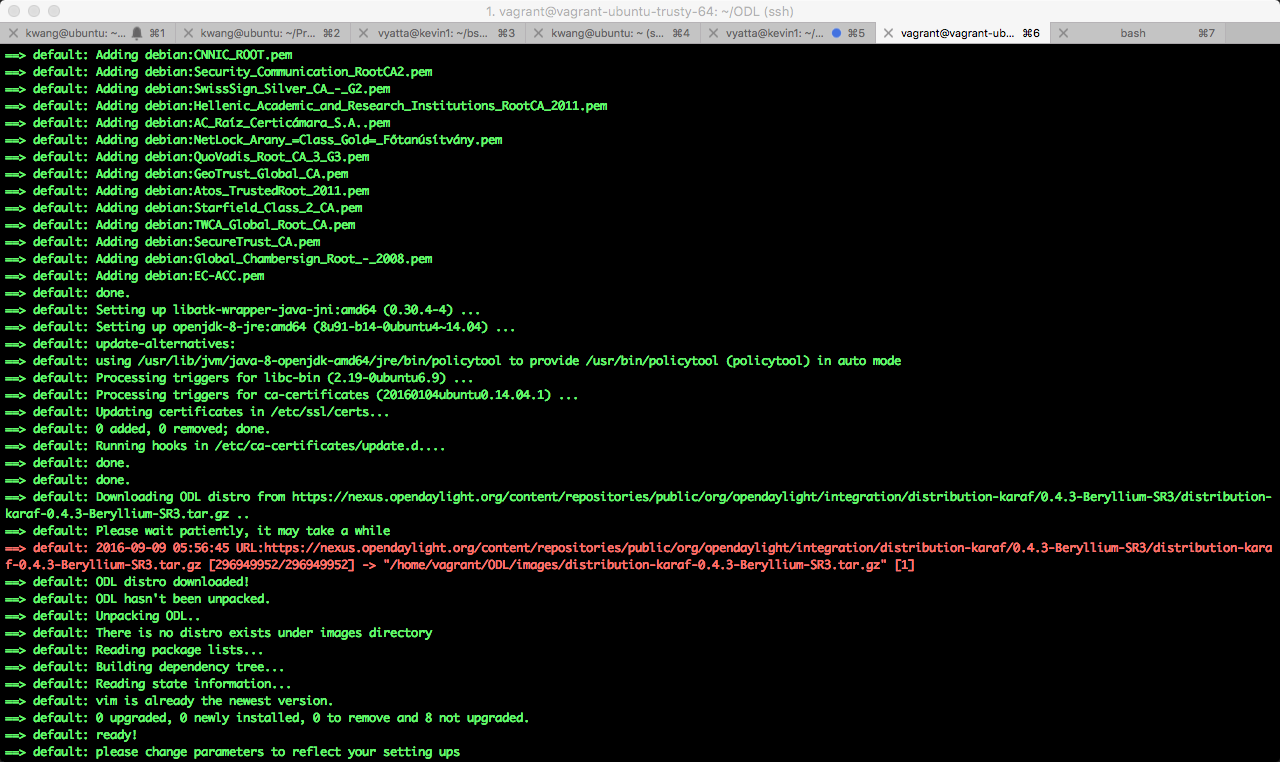 1. vagrant@vagrant-ubuntu-trusty-64: ~/ODL (ssh)
kwang@ubuntu: ~... ⌘1 kwang@ubuntu: ~/Pr... ⌘2 vyatta@kevin1: ~/bs... ⌘3 kwang@ubuntu: ~ (s... ⌘4 vyatta@kevin1: ~/... ⌘5 vagrant@vagrant-ub... ⌘6 bash ⌘7
==> default: Adding debian:CNNIC_ROOT.pem
==> default: Adding debian:Security_Communication_RootCA2.pem
==> default: Adding debian:SwissSign_Silver_CA_-_G2.pem
==> default: Adding debian:Hellenic_Academic_and_Research_Institutions_RootCA_2011.pem
==> default: Adding debian:AC_Raíz_Certicámara_S.A..pem
==> default: Adding debian:NetLock_Arany_=Class_Gold=_Főtanúsítvány.pem
==> default: Adding debian:QuoVadis_Root_CA_3_G3.pem
==> default: Adding debian:GeoTrust_Global_CA.pem
==> default: Adding debian:Atos_TrustedRoot_2011.pem
==> default: Adding debian:Starfield_Class_2_CA.pem
==> default: Adding debian:TWCA_Global_Root_CA.pem
==> default: Adding debian:SecureTrust_CA.pem
==> default: Adding debian:Global_Chambersign_Root_-_2008.pem
==> default: Adding debian:EC-ACC.pem
==> default: done.
==> default: Setting up libatk-wrapper-java-jni:amd64 (0.30.4-4) ...
==> default: Setting up openjdk-8-jre:amd64 (8u91-b14-0ubuntu4~14.04) ...
==> default: update-alternatives:
==> default: using /usr/lib/jvm/java-8-openjdk-amd64/jre/bin/policytool to provide /usr/bin/policytool (policytool) in auto mode
==> default: Processing triggers for libc-bin (2.19-0ubuntu6.9) ...
==> default: Processing triggers for ca-certificates (20160104ubuntu0.14.04.1) ...
==> default: Updating certificates in /etc/ssl/certs...
==> default: 0 added, 0 removed; done.
==> default: Running hooks in /etc/ca-certificates/update.d....
==> default: done.
==> default: done.
==> default: Downloading ODL distro from https://nexus.opendaylight.org/content/repositories/public/org/opendaylight/integration/distribution-karaf/0.4.3-Beryllium-SR3/distribution-
karaf-0.4.3-Beryllium-SR3.tar.gz ..
==> default: Please wait patiently, it may take a while
==> default: 2016-09-09 05:56:45 URL:https://nexus.opendaylight.org/content/repositories/public/org/opendaylight/integration/distribution-karaf/0.4.3-Beryllium-SR3/distribution-kara
f-0.4.3-Beryllium-SR3.tar.gz [296949952/296949952] -> "/home/vagrant/ODL/images/distribution-karaf-0.4.3-Beryllium-SR3.tar.gz" [1]
==> default: ODL distro downloaded!
==> default: ODL hasn't been unpacked.
==> default: Unpacking ODL..
==> default: There is no distro exists under images directory
==> default: Reading package lists...
==> default: Building dependency tree...
==> default: Reading state information...
==> default: vim is already the newest version.
==> default: 0 upgraded, 0 newly installed, 0 to remove and 8 not upgraded.
==> default: ready!
==> default: please change parameters to reflect your setting ups